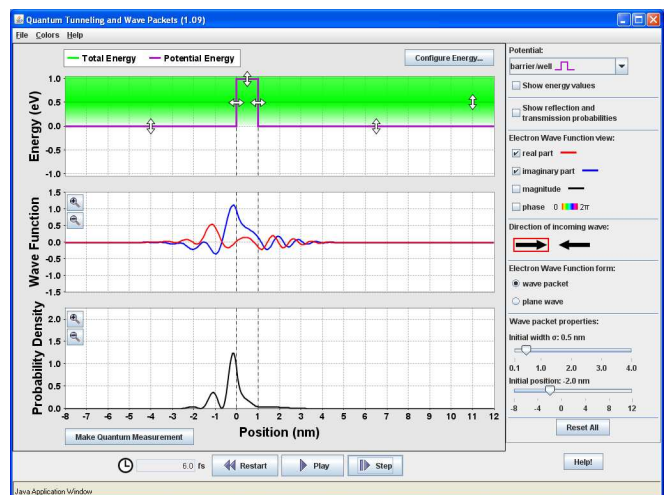 Quantum Tunneling and Wave Packets (1.09)
File Colors Help
Total Energy Potential Energy
Configure Energy...
Energy (eV)
1.0
0.5
0.0
-0.5
-1.0
Wave Function
1.5
1.0
0.5
0.0
-0.5
-1.0
-1.5
Probability Density
2.0
1.5
1.0
0.5
0.0
-8 -7 -6 -5 -4 -3 -2 -1 0 1 2 3 4 5 6 7 8 9 10 11 12
Position (nm)
Make Quantum Measurement
6.0 fs
Restart
Play
Step
Potential:
barrier/well
Show energy values
Show reflection and
transmission probabilities
Electron Wave Function view:
real part
imaginary part
magnitude
phase 0 2π
Direction of incoming wave:
Electron Wave Function form:
wave packet
plane wave
Wave packet properties:
Initial width σ: 0.5 nm
0.1 1.0 2.0 3.0 4.0
Initial position: -2.0 nm
-8 -4 0 4 8 12
Reset All
Help!
Java Application Window